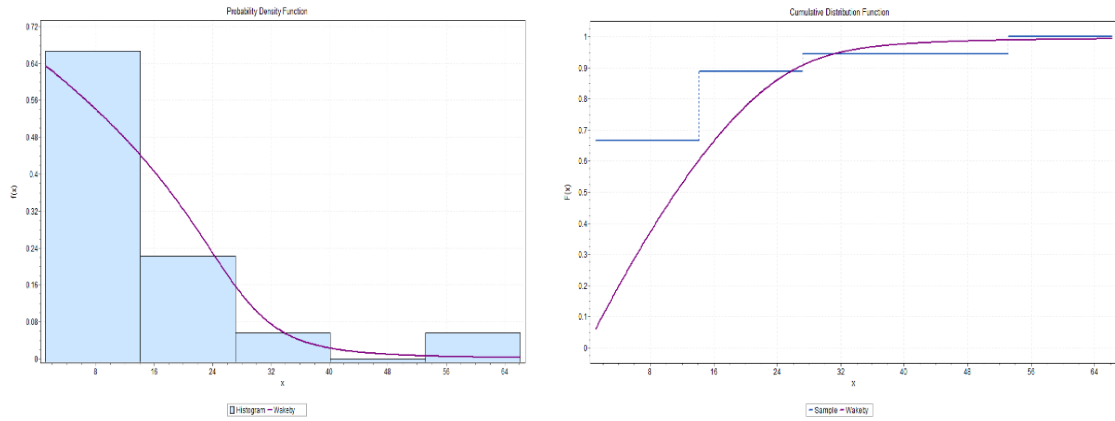 Probability Density Function
0.72
0.64
0.56
0.48
0.4
0.32
0.24
0.16
0.08
0
f(x)
8 16 24 32 40 48 56 64
x
Histogram Wakeby
Cumulative Distribution Function
1
0.9
0.8
0.7
0.6
0.5
0.4
0.3
0.2
0.1
0
F(x)
8 16 24 32 40 48 56 64
x
Sample Wakeby